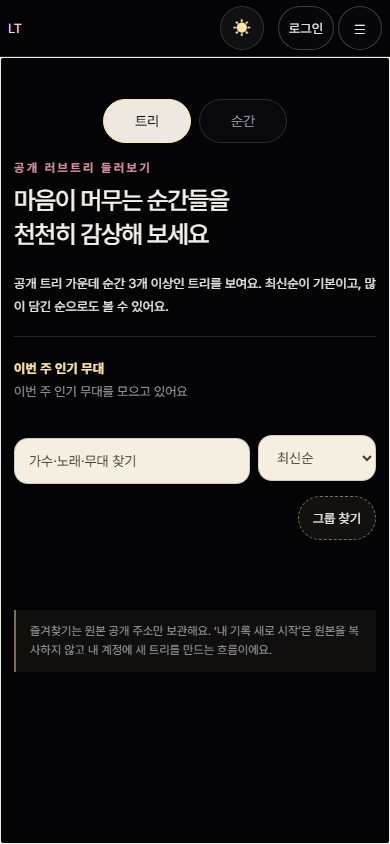 LT
로그인
트리
순간
공개 러브트리 둘러보기
마음이 머무는 순간들을
천천히 감상해 보세요
공개 트리 가운데 순간 3개 이상인 트리를 보여요. 최신순이 기본이고, 많
이 담긴 순으로도 볼 수 있어요.
이번 주 인기 무대
이번 주 인기 무대를 모으고 있어요
가수·노래·무대 찾기
최신순
그룹 찾기
즐겨찾기는 원본 공개 주소만 보관해요. ‘내 기록 새로 시작’은 원본을 복
사하지 않고 내 계정에 새 트리를 만드는 흐름이에요.